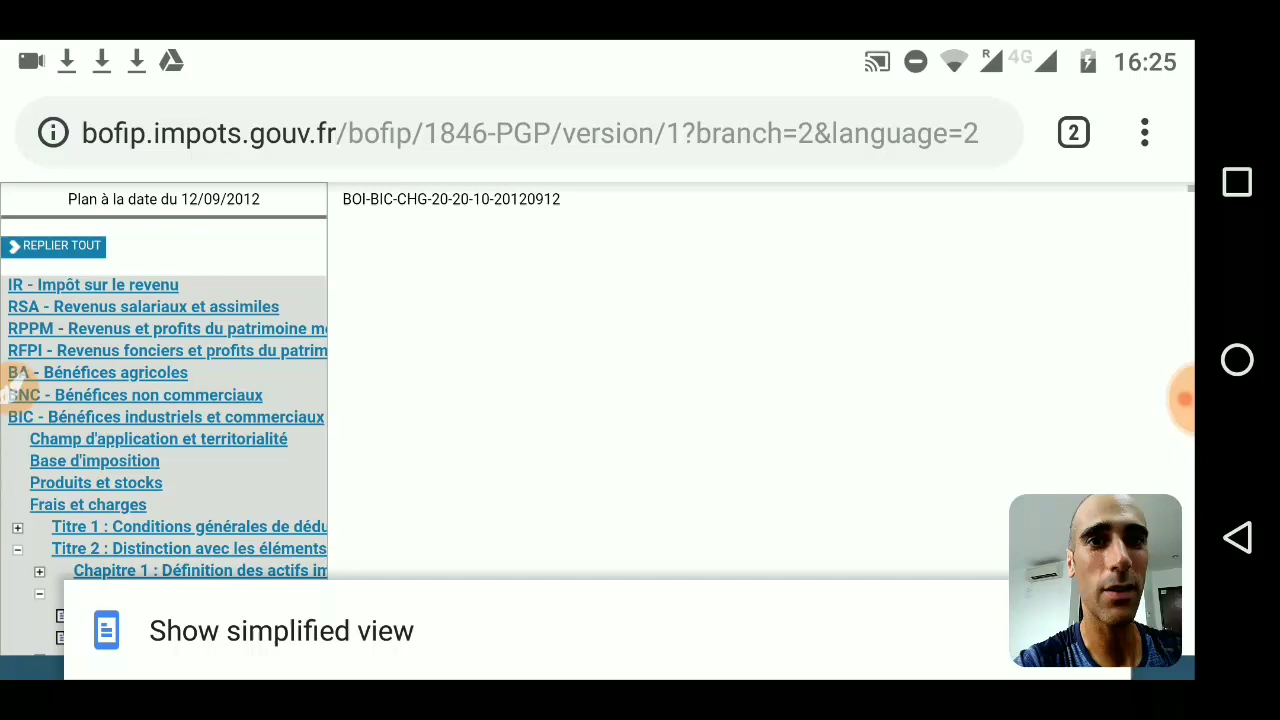 R 4G 16:25
bofip.impots.gouv.fr/bofip/1846-PGP/version/1?branch=2&language=2
2
Plan à la date du 12/09/2012
BOI-BIC-CHG-20-20-10-20120912
REPLIER TOUT
IR - Impôt sur le revenu
RSA - Revenus salariaux et assimiles
RPPM - Revenus et profits du patrimoine
RFPI - Revenus fonciers et profits du
BA - Bénéfices agricoles
BNC - Bénéfices non commerciaux
BIC - Bénéfices industriels et commerciaux
Champ d'application et territorialité
Base d'imposition
Produits et stocks
Frais et charges
Titre 1 : Conditions générales de
Titre 2 : Distinction avec les éléments
Chapitre 1 : Définition des actifs
Show simplified view